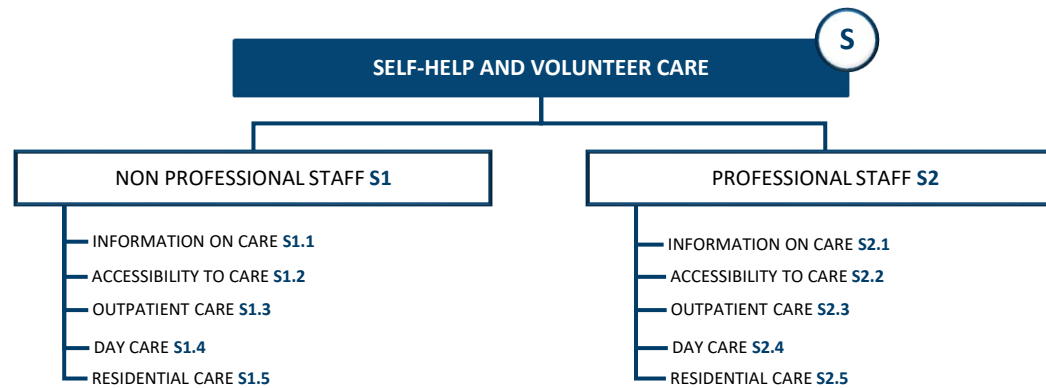 S
SELF-HELP AND VOLUNTEER CARE
NON PROFESSIONAL STAFF S1
INFORMATION ON CARE S1.1
ACCESSIBILITY TO CARE S1.2
OUTPATIENT CARE S1.3
DAY CARE S1.4
RESIDENTIAL CARE S1.5
PROFESSIONAL STAFF S2
INFORMATION ON CARE S2.1
ACCESSIBILITY TO CARE S2.2
OUTPATIENT CARE S2.3
DAY CARE S2.4
RESIDENTIAL CARE S2.5